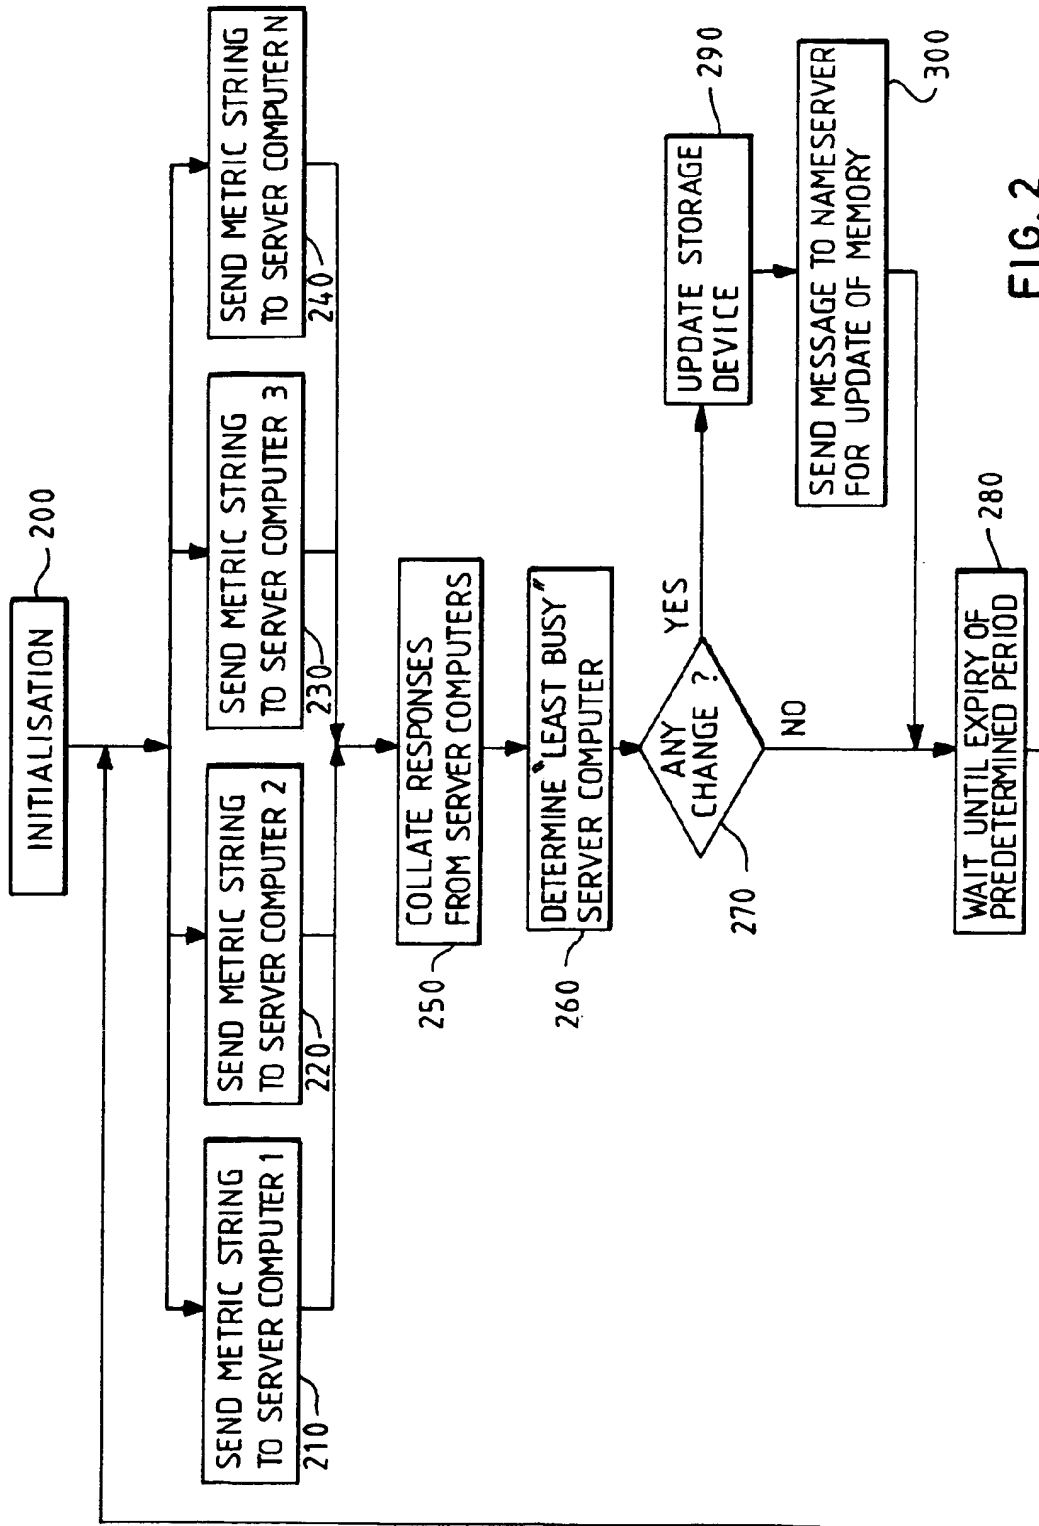 INITIALISATION
200
SEND METRIC STRING
TO SERVER COMPUTER 1
210
SEND METRIC STRING
TO SERVER COMPUTER 2
220
SEND METRIC STRING
TO SERVER COMPUTER 3
230
SEND METRIC STRING
TO SERVER COMPUTER N
240
COLLATE RESPONSES
FROM SERVER COMPUTERS
250
DETERMINE "LEAST BUSY"
SERVER COMPUTER
260
ANY
CHANGE ?
270
YES
NO
UPDATE STORAGE
DEVICE
290
SEND MESSAGE TO NAMESERVER
FOR UPDATE OF MEMORY
300
WAIT UNTIL EXPIRY OF
PREDETERMINED PERIOD
280
FIG. 2